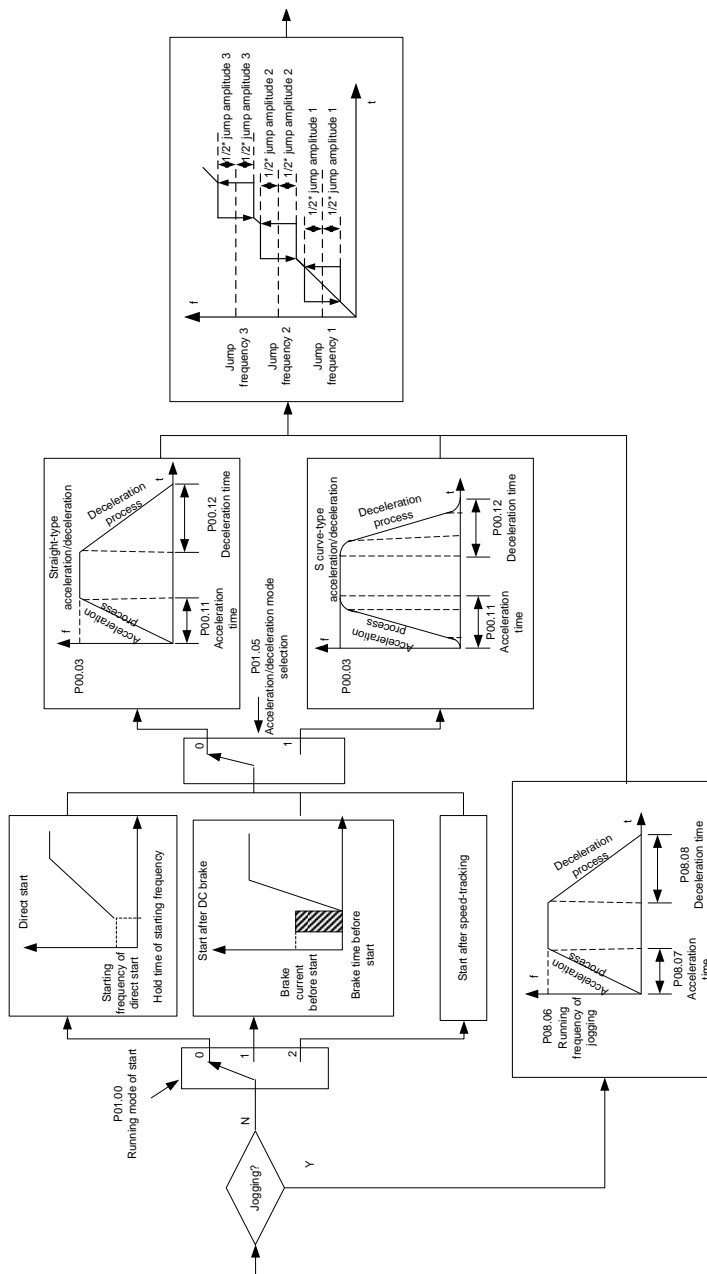 Jogging?
N
Y
P01.00
Running mode of start
0
1
2
Direct start
Starting
frequency of
direct start
Hold time of starting frequency
Start after DC brake
Brake
current
before start
Brake time before
start
Start after speed-tracking
P01.05
Acceleration/deceleration mode
selection
0
1
Straight-type
acceleration/deceleration
f
P00.03
Acceleration
process
Deceleration
process
t
P00.11
Acceleration
time
P00.12
Deceleration time
S curve-type
acceleration/deceleration
f
P00.03
Acceleration
process
Deceleration
process
t
P00.11
Acceleration
time
P00.12
Deceleration time
P08.06
Running
frequency of
jogging
f
Acceleration
process
Deceleration
process
t
P08.07
Acceleration
time
P08.08
Deceleration time
f
Jump
frequency 3
Jump
frequency 2
Jump
frequency 1
1/2* jump amplitude 3
1/2* jump amplitude 3
1/2* jump amplitude 2
1/2* jump amplitude 2
1/2* jump amplitude 1
1/2* jump amplitude 1
t